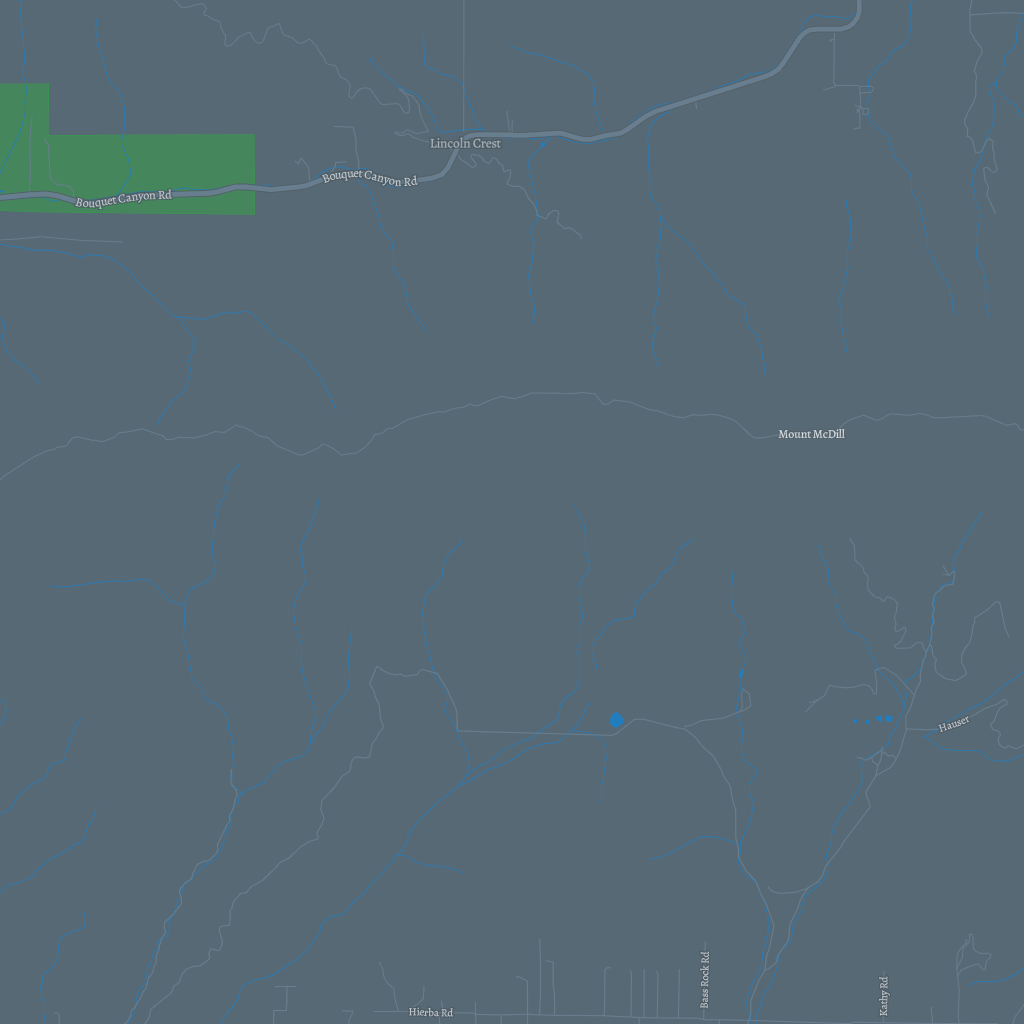 Lincoln Crest
Bouquet Canyon Rd
Bouquet Canyon Rd
Mount McDill
Hauser
Bass Rock Rd
Kathy Rd
Hierba Rd